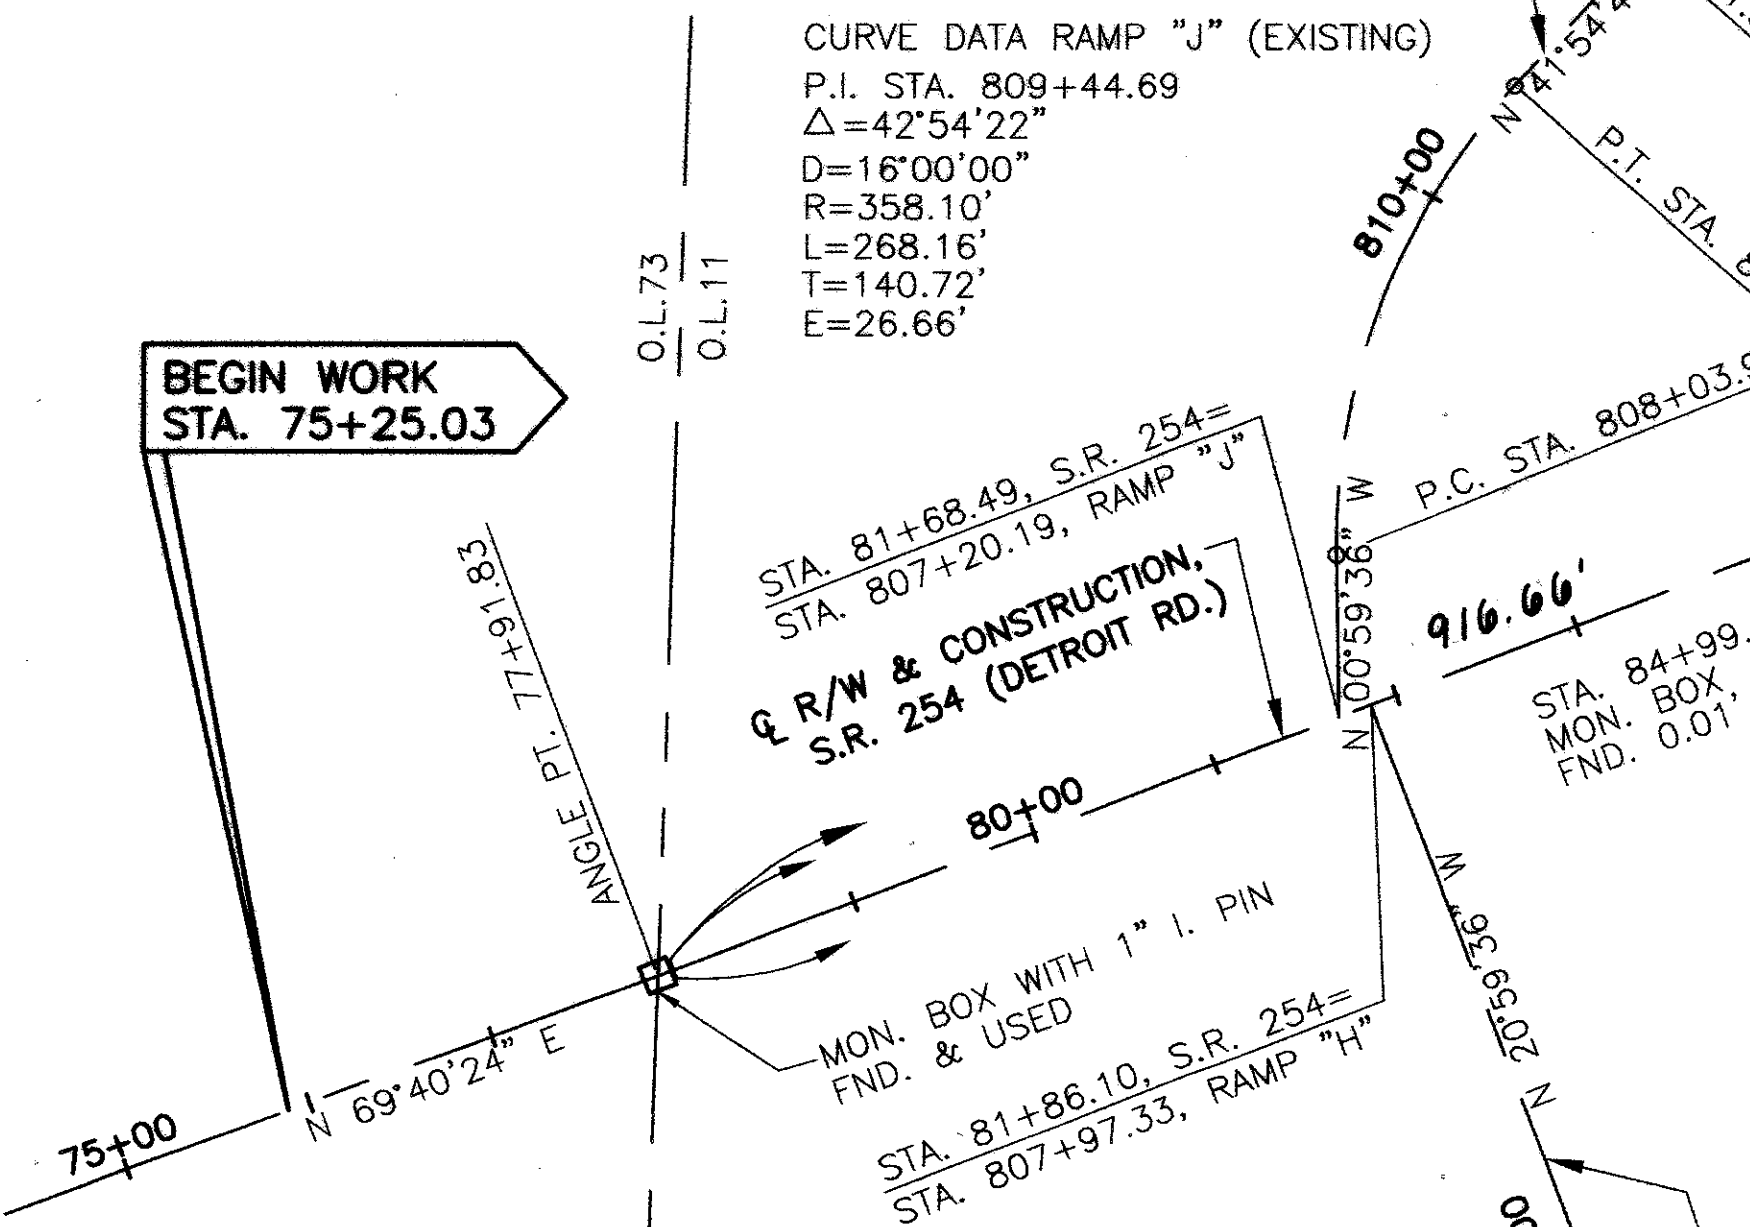 CURVE DATA RAMP "J" (EXISTING)
P.I. STA. 809+44.69
△=42°54'22"
D=16°00'00"
R=358.10'
L=268.16'
T=140.72'
E=26.66'
O.L.73
O.L.11
BEGIN WORK
STA. 75+25.03
N 41°54'
P.T. STA.
810+00
P.C. STA. 808+03.9
STA. 81+68.49, S.R. 254=
STA. 807+20.19, RAMP "J"
℄ R/W & CONSTRUCTION,
S.R. 254 (DETROIT RD.)
ANGLE PT. 77+91.83
N 00°59'36" W
916.66'
STA. 84+99.
MON. BOX,
FND. 0.01'
80+00
MON. BOX WITH 1" I. PIN
FND. & USED
N 69°40'24" E
75+00
STA. 81+86.10, S.R. 254=
STA. 807+97.33, RAMP "H"
N 20°59'36" W
00